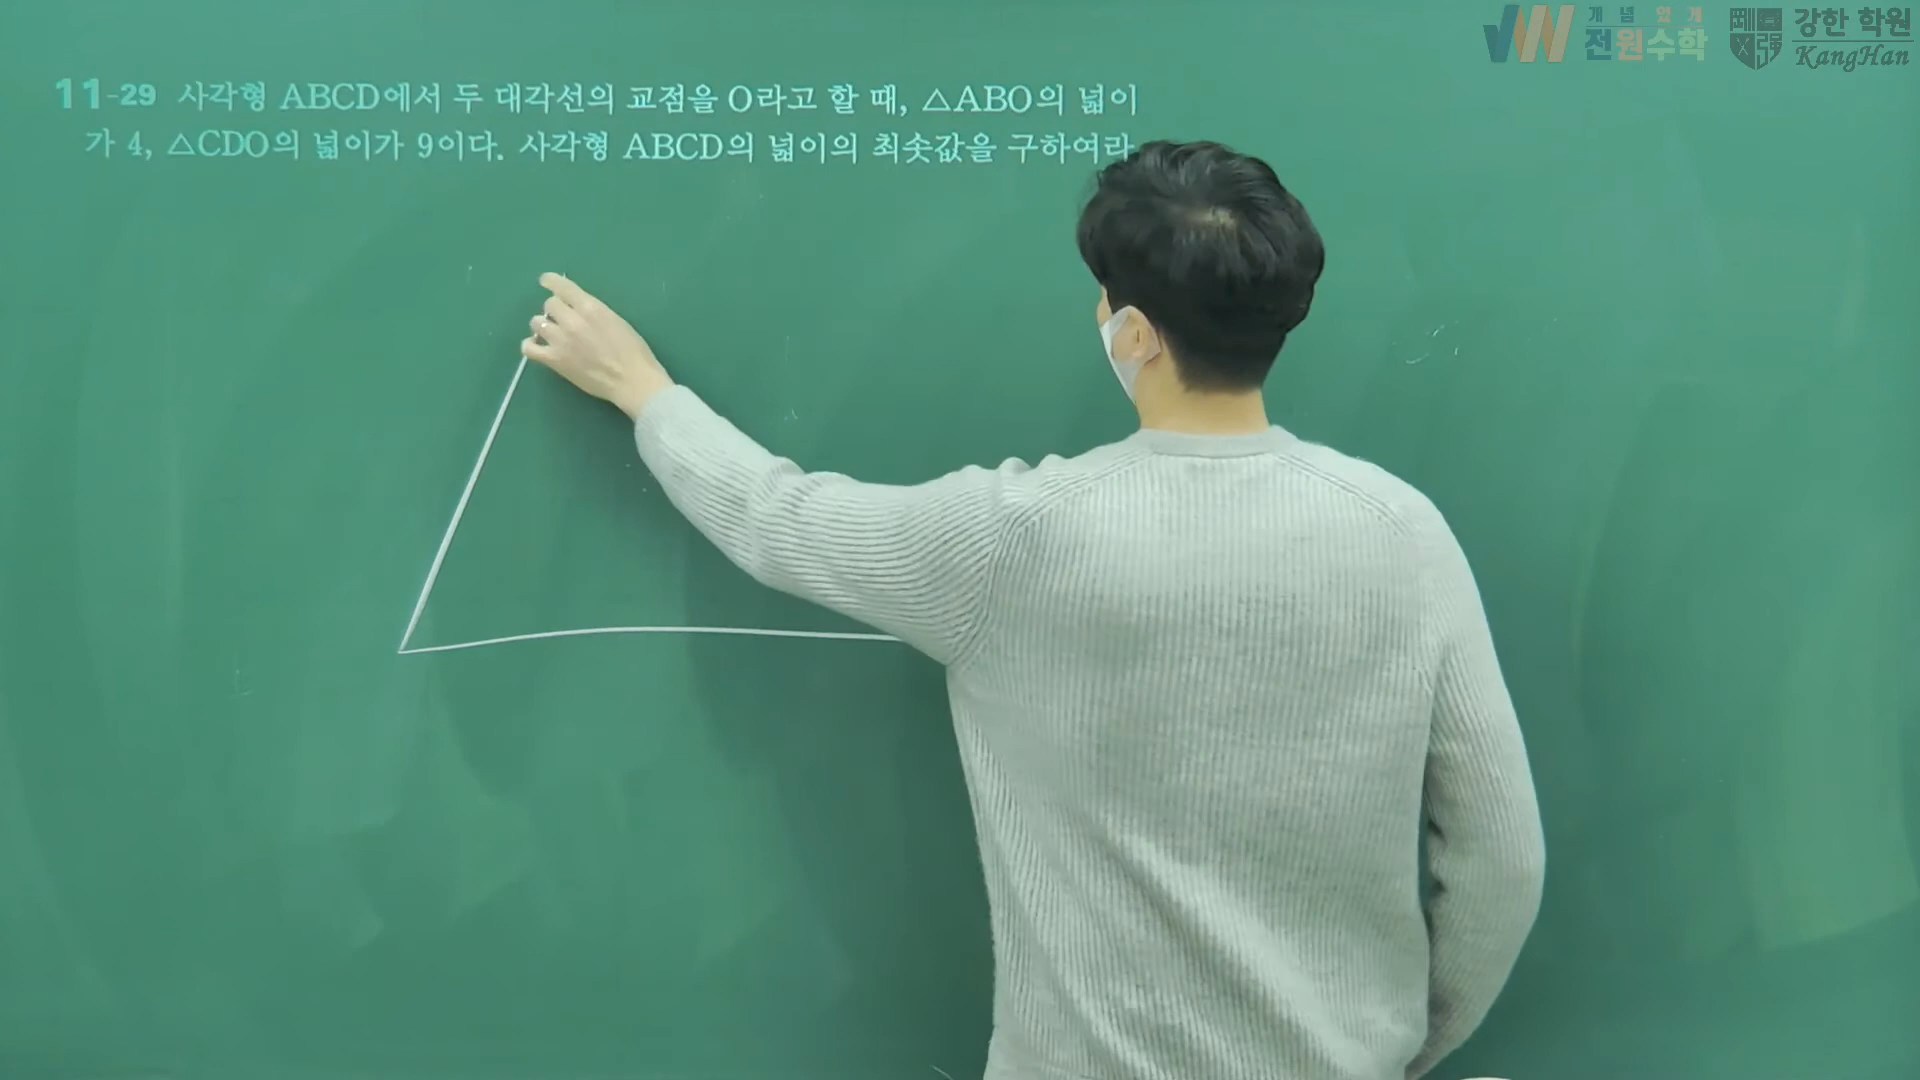 개념있게
전원수학
강한 학원
KangHan
11-29 사각형 ABCD에서 두 대각선의 교점을 O라고 할 때, △ABO의 넓이
가 4, △CDO의 넓이가 9이다. 사각형 ABCD의 넓이의 최솟값을 구하여라